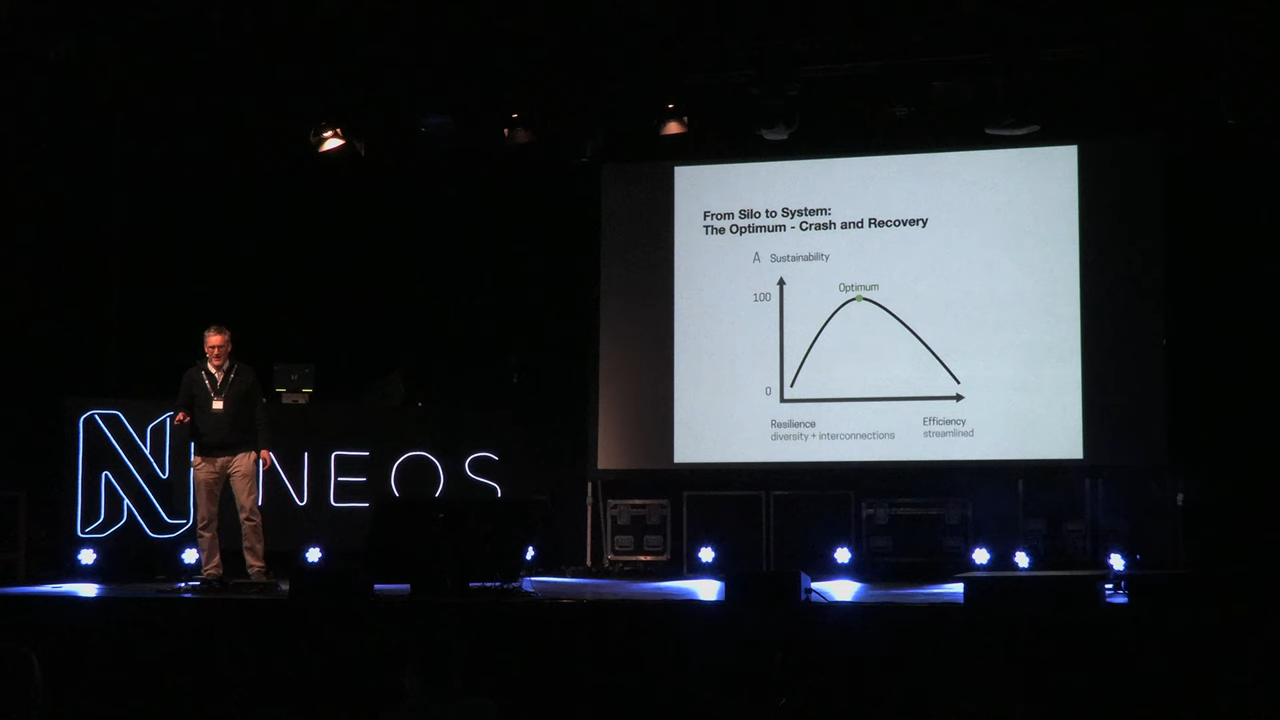 From Silo to System:
The Optimum - Crash and Recovery
A Sustainability
100
Optimum
0
Resilience
diversity + interconnections
Efficiency
streamlined
N NEOS